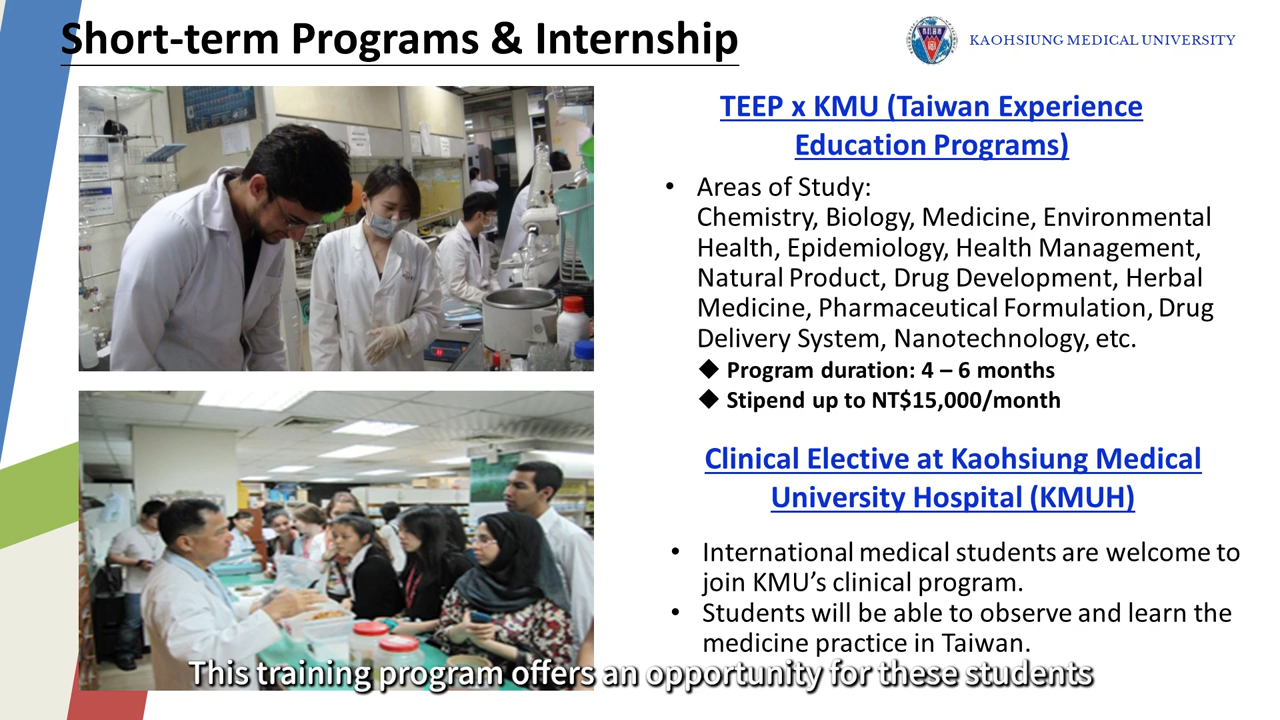 Short-term Programs & Internship
KAOHSIUNG MEDICAL UNIVERSITY
TEEP x KMU (Taiwan Experience
Education Programs)
• Areas of Study:
Chemistry, Biology, Medicine, Environmental
Health, Epidemiology, Health Management,
Natural Product, Drug Development, Herbal
Medicine, Pharmaceutical Formulation, Drug
Delivery System, Nanotechnology, etc.
◆ Program duration: 4 – 6 months
◆ Stipend up to NT$15,000/month
Clinical Elective at Kaohsiung Medical
University Hospital (KMUH)
• International medical students are welcome to
join KMU’s clinical program.
• Students will be able to observe and learn the
medicine practice in Taiwan.
This training program offers an opportunity for these students